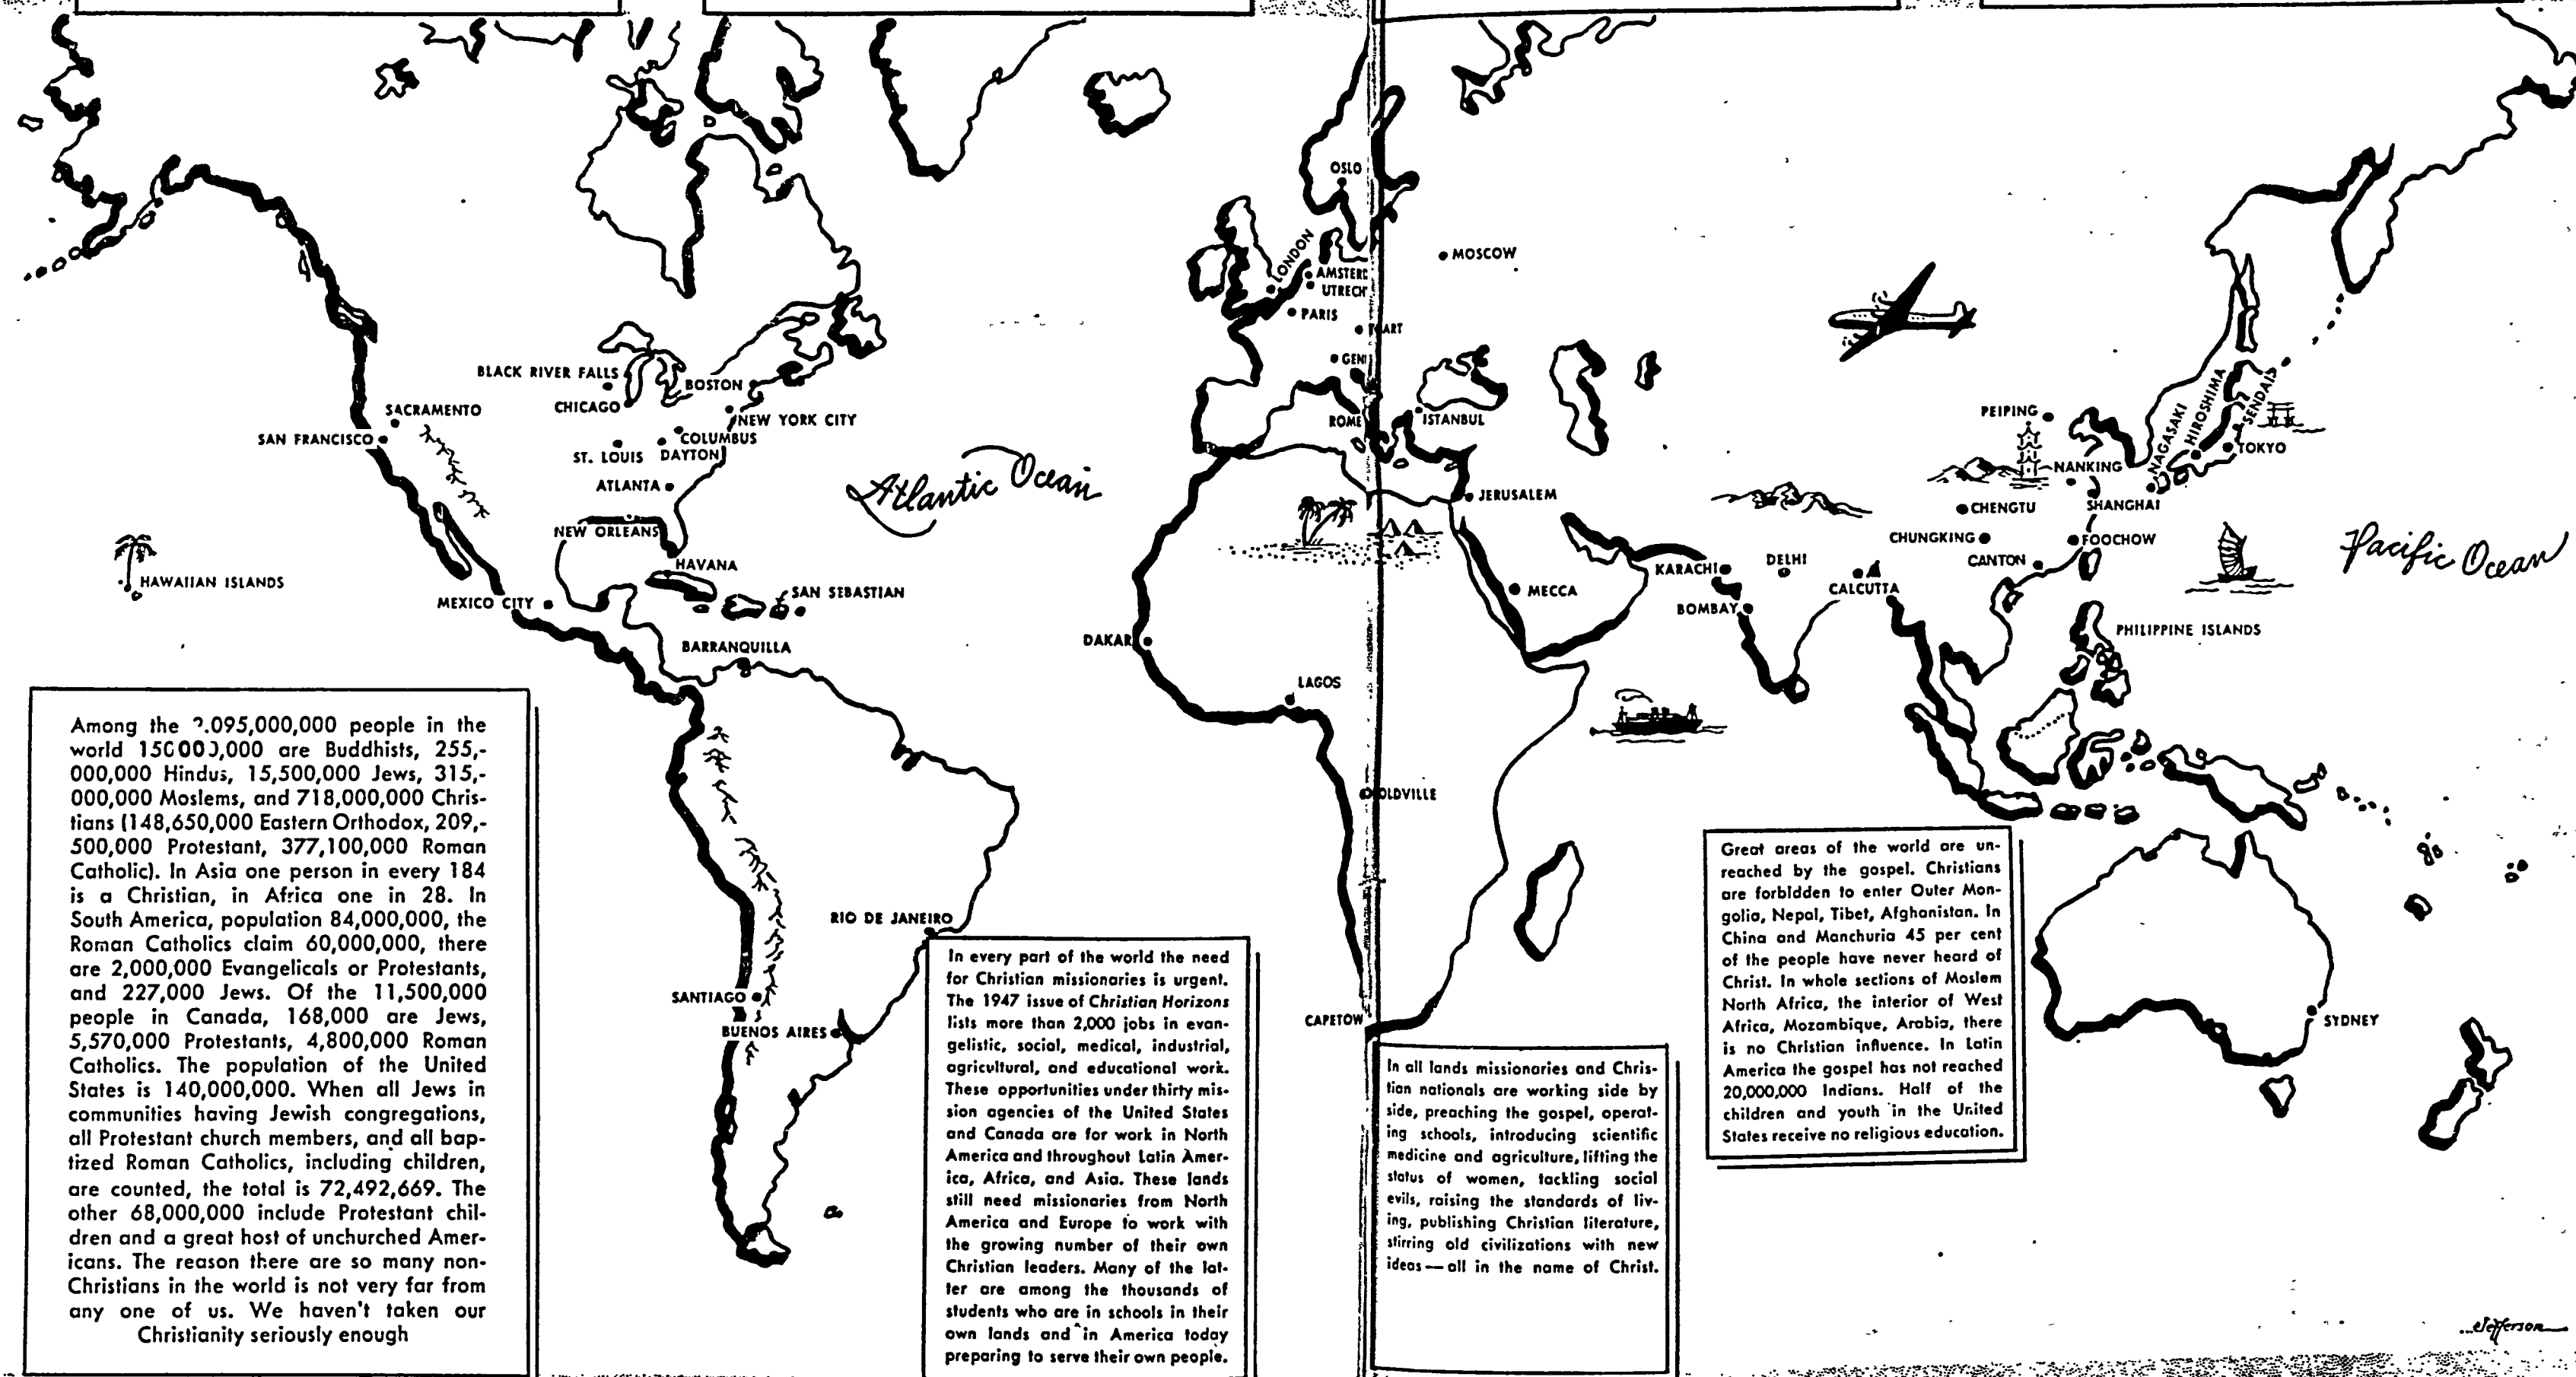 OSLO
LONDON
MOSCOW
AMSTERD
UTRECH
PARIS
GEN
ROME
ISTANBUL
BLACK RIVER FALLS
BOSTON
CHICAGO
SACRAMENTO
NEW YORK CITY
SAN FRANCISCO
COLUMBUS
ST. LOUIS
DAYTON
ATLANTA
NEW ORLEANS
Atlantic Ocean
HAVANA
HAWAIIAN ISLANDS
SAN SEBASTIAN
MEXICO CITY
BARRANQUILLA
DAKAR
LAGOS
JERUSALEM
MECCA
KARACHI
DELHI
BOMBAY
CALCUTTA
PEIPING
NANKING
NAGASAKI
HIROSHIMA
SENDAI
TOKYO
CHENGTU
SHANGHAI
CHUNGKING
FOOCHOW
CANTON
Pacific Ocean
PHILIPPINE ISLANDS
OLDVILLE
RIO DE JANEIRO
SANTIAGO
BUENOS AIRES
CAPETOW
SYDNEY
Among the .095,000,000 people in the
world are Buddhists, 255,-
000,000 Hindus, 15,500,000 Jews, 315,-
000,000 Moslems, and 718,000,000 Chris-
tians (148,650,000 Eastern Orthodox, 209,-
500,000 Protestant, 377,100,000 Roman
Catholic). In Asia one person in every 184
is a Christian, in Africa one in 28. In
South America, population 84,000,000, the
Roman Catholics claim 60,000,000, there
are 2,000,000 Evangelicals or Protestants,
and 227,000 Jews. Of the 11,500,000
people in Canada, 168,000 are Jews,
5,570,000 Protestants, 4,800,000 Roman
Catholics. The population of the United
States is 140,000,000. When all Jews in
communities having Jewish congregations,
all Protestant church members, and all bap-
tized Roman Catholics, including children,
are counted, the total is 72,492,669. The
other 68,000,000 include Protestant chil-
dren and a great host of unchurched Amer-
icans. The reason there are so many non-
Christians in the world is not very far from
any one of us. We haven't taken our
Christianity seriously enough
In every part of the world the need
for Christian missionaries is urgent.
The 1947 issue of Christian Horizons
lists more than 2,000 jobs in evan-
gelistic, social, medical, industrial,
agricultural, and educational work.
These opportunities under thirty mis-
sion agencies of the United States
and Canada are for work in North
America and throughout Latin Amer-
ica, Africa, and Asia. These lands
still need missionaries from North
America and Europe to work with
the growing number of their own
Christian leaders. Many of the lat-
ter are among the thousands of
students who are in schools in their
own lands and in America today
preparing to serve their own people.
In all lands missionaries and Chris-
tian nationals are working side by
side, preaching the gospel, operat-
ing schools, introducing scientific
medicine and agriculture, lifting the
status of women, tackling social
evils, raising the standards of liv-
ing, publishing Christian literature,
stirring old civilizations with new
ideas—all in the name of Christ.
Great areas of the world are un-
reached by the gospel. Christians
are forbidden to enter Outer Mon-
golia, Nepal, Tibet, Afghanistan. In
China and Manchuria 45 per cent
of the people have never heard of
Christ. In whole sections of Moslem
North Africa, the interior of West
Africa, Mozambique, Arabia, there
is no Christian influence. In Latin
America the gospel has not reached
20,000,000 Indians. Half of the
children and youth in the United
States receive no religious education.
Jefferson